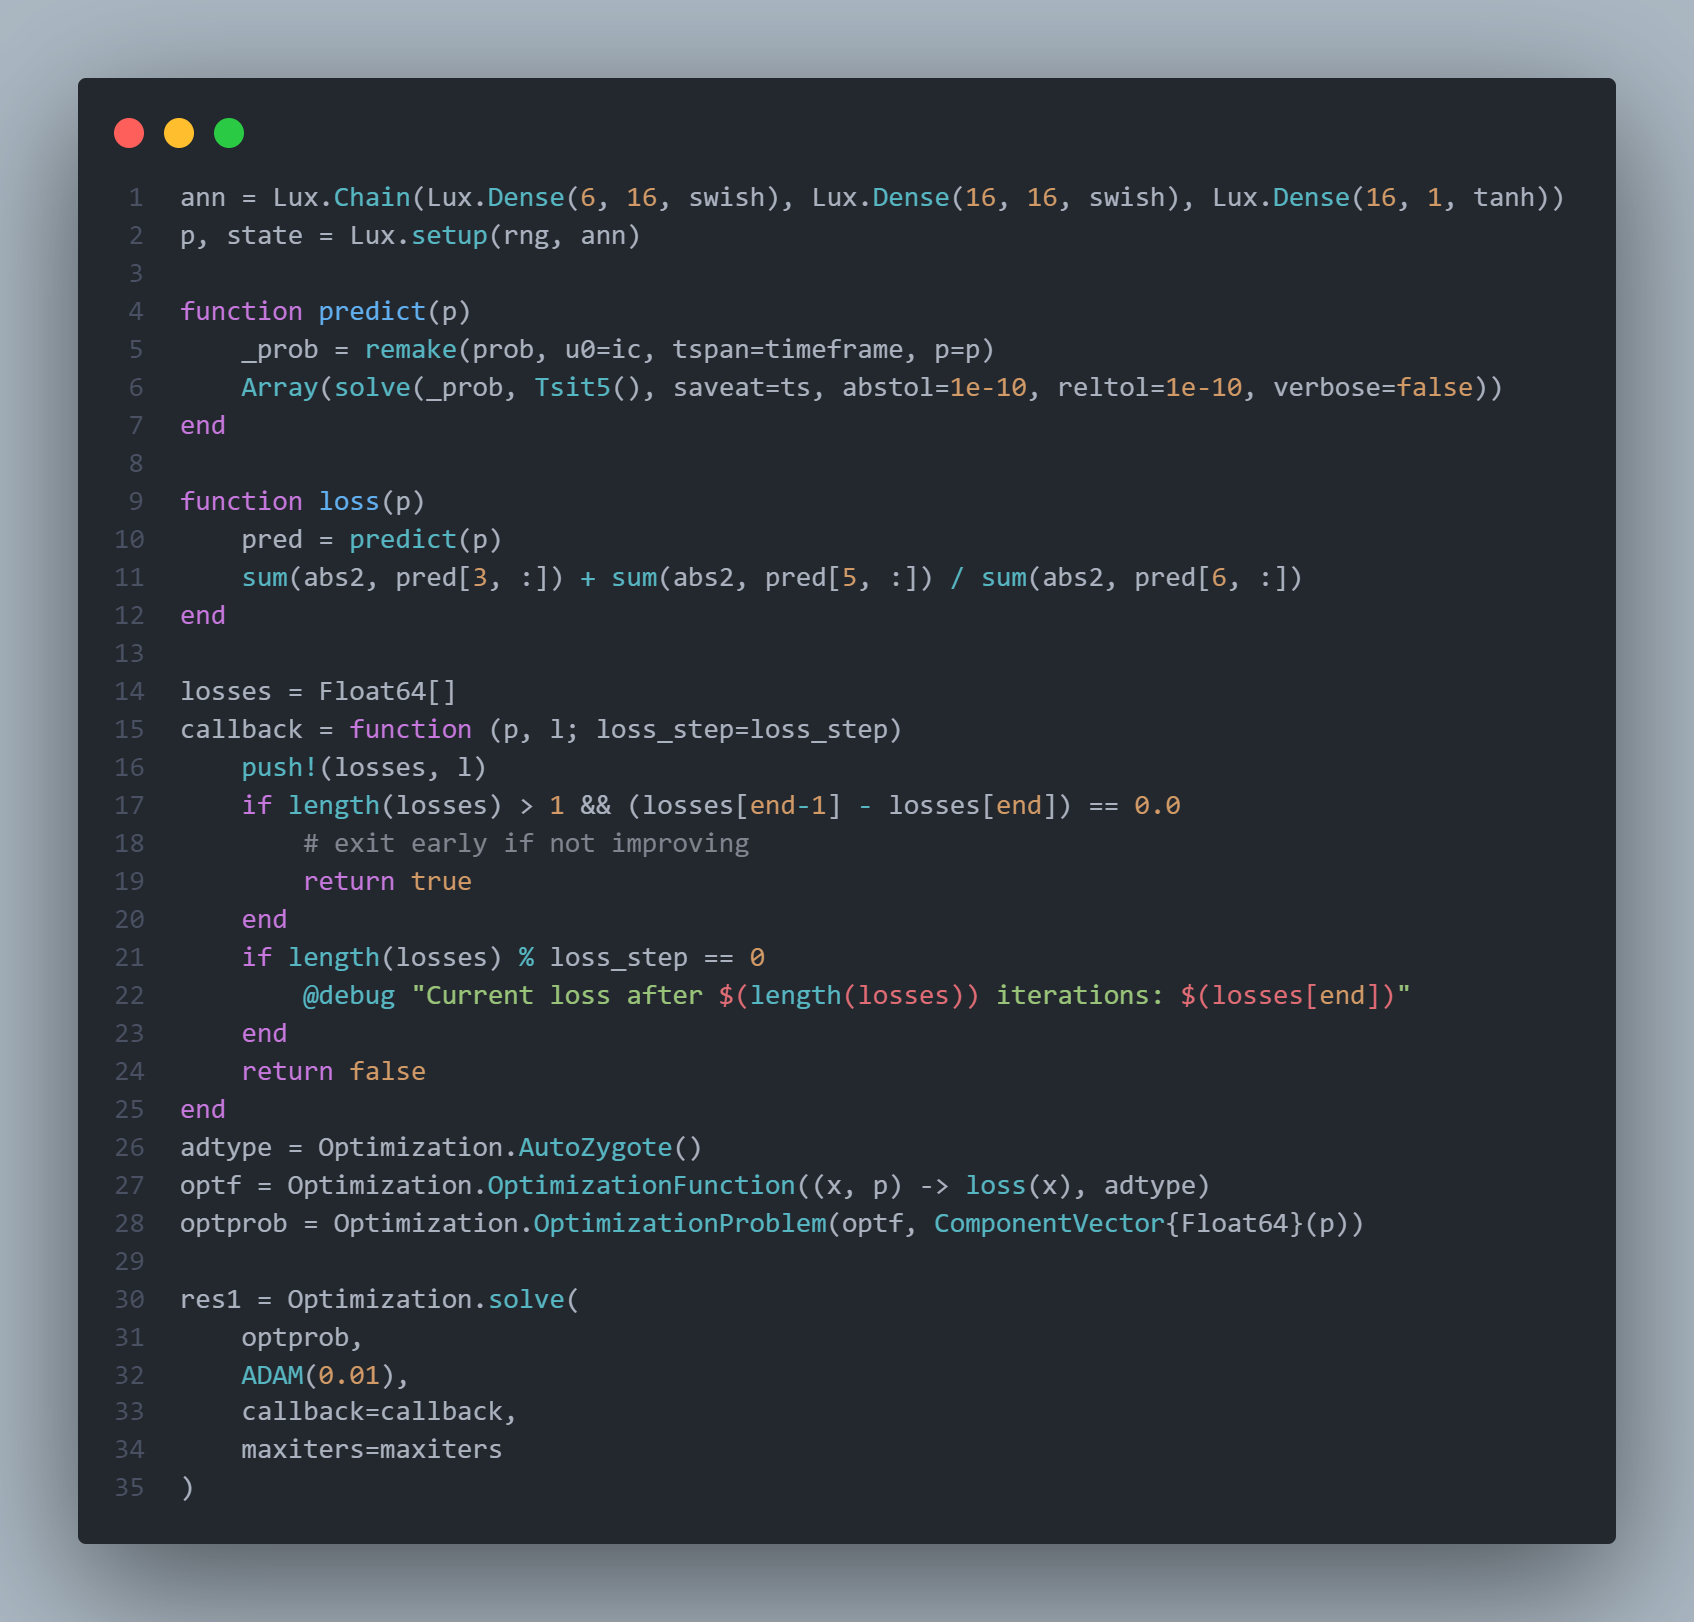 1 ann = Lux.Chain(Lux.Dense(6, 16, swish), Lux.Dense(16, 16, swish), Lux.Dense(16, 1, tanh))
2 p, state = Lux.setup(rng, ann)
3
4 function predict(p)
5     _prob = remake(prob, u0=ic, tspan=timeframe, p=p)
6     Array(solve(_prob, Tsit5(), saveat=ts, abstol=1e-10, reltol=1e-10, verbose=false))
7 end
8
9 function loss(p)
10     pred = predict(p)
11     sum(abs2, pred[3, :]) + sum(abs2, pred[5, :]) / sum(abs2, pred[6, :])
12 end
13
14 losses = Float64[]
15 callback = function (p, l; loss_step=loss_step)
16     push!(losses, l)
17     if length(losses) > 1 && (losses[end-1] - losses[end]) == 0.0
18         # exit early if not improving
19         return true
20     end
21     if length(losses) % loss_step == 0
22         @debug "Current loss after $(length(losses)) iterations: $(losses[end])"
23     end
24     return false
25 end
26 adtype = Optimization.AutoZygote()
27 optf = Optimization.OptimizationFunction((x, p) -> loss(x), adtype)
28 optprob = Optimization.OptimizationProblem(optf, ComponentVector{Float64}(p))
29
30 res1 = Optimization.solve(
31     optprob,
32     ADAM(0.01),
33     callback=callback,
34     maxiters=maxiters
35 )